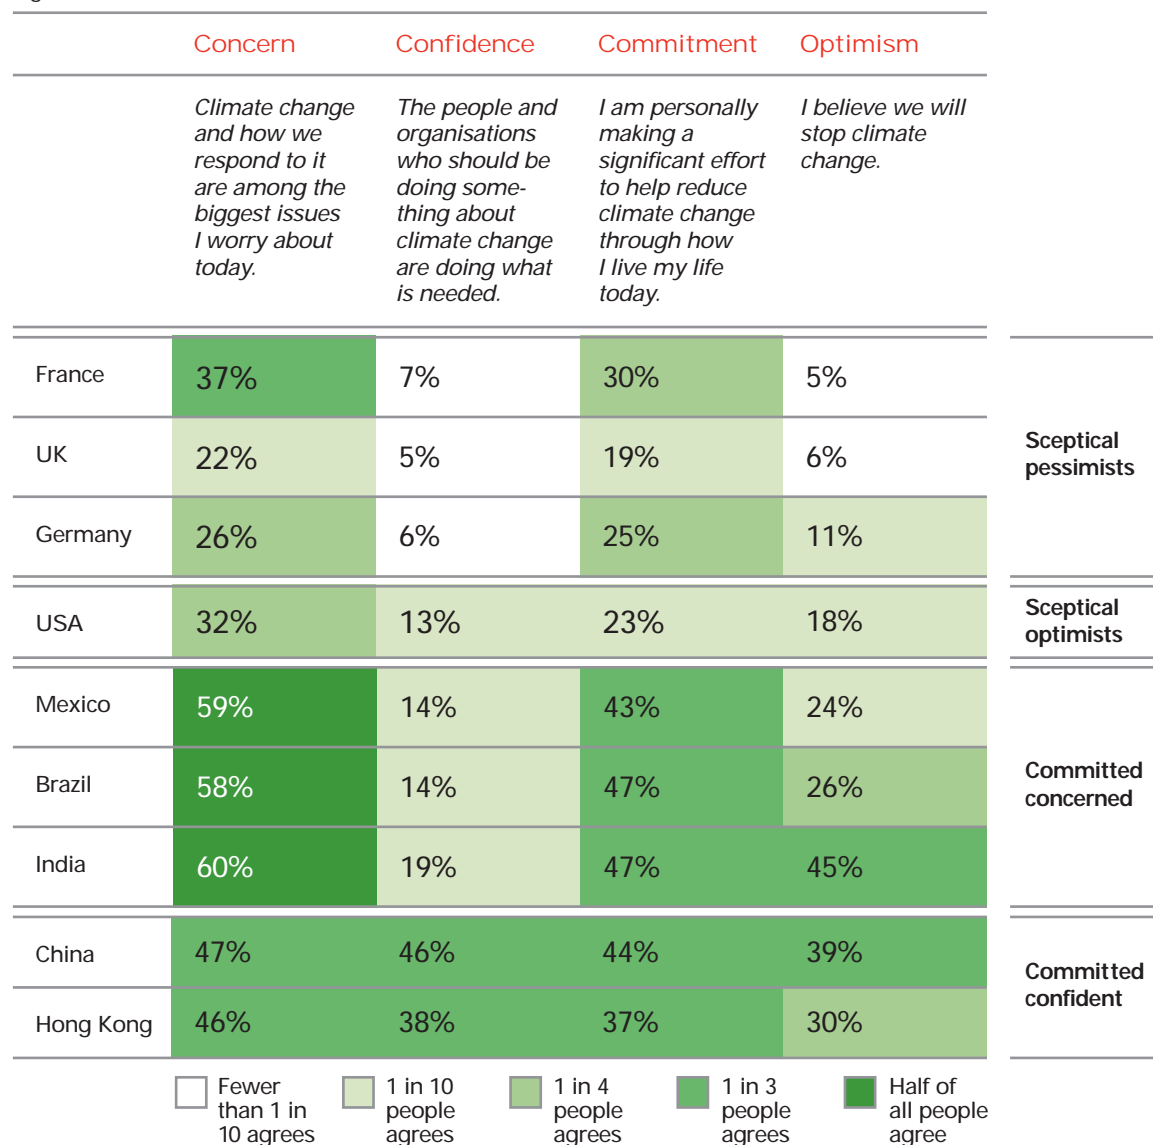 Concern Confidence Commitment Optimism
Climate change
and how we
respond to it
are among the
biggest issues
I worry about
today.
The people and
organisations
who should be
doing some-
thing about
climate change
are doing what
is needed.
I am personally
making a
significant effort
to help reduce
climate change
through how
I live my life
today.
I believe we will
stop climate
change.
France 37% 7% 30% 5%
UK 22% 5% 19% 6%
Germany 26% 6% 25% 11%
Sceptical
pessimists
USA 32% 13% 23% 18%
Sceptical
optimists
Mexico 59% 14% 43% 24%
Brazil 58% 14% 47% 26%
India 60% 19% 47% 45%
Committed
concerned
China 47% 46% 44% 39%
Hong Kong 46% 38% 37% 30%
Committed
confident
Fewer
than 1 in
10 agrees
1 in 10
people
agrees
1 in 4
people
agrees
1 in 3
people
agrees
Half of
all people
agree